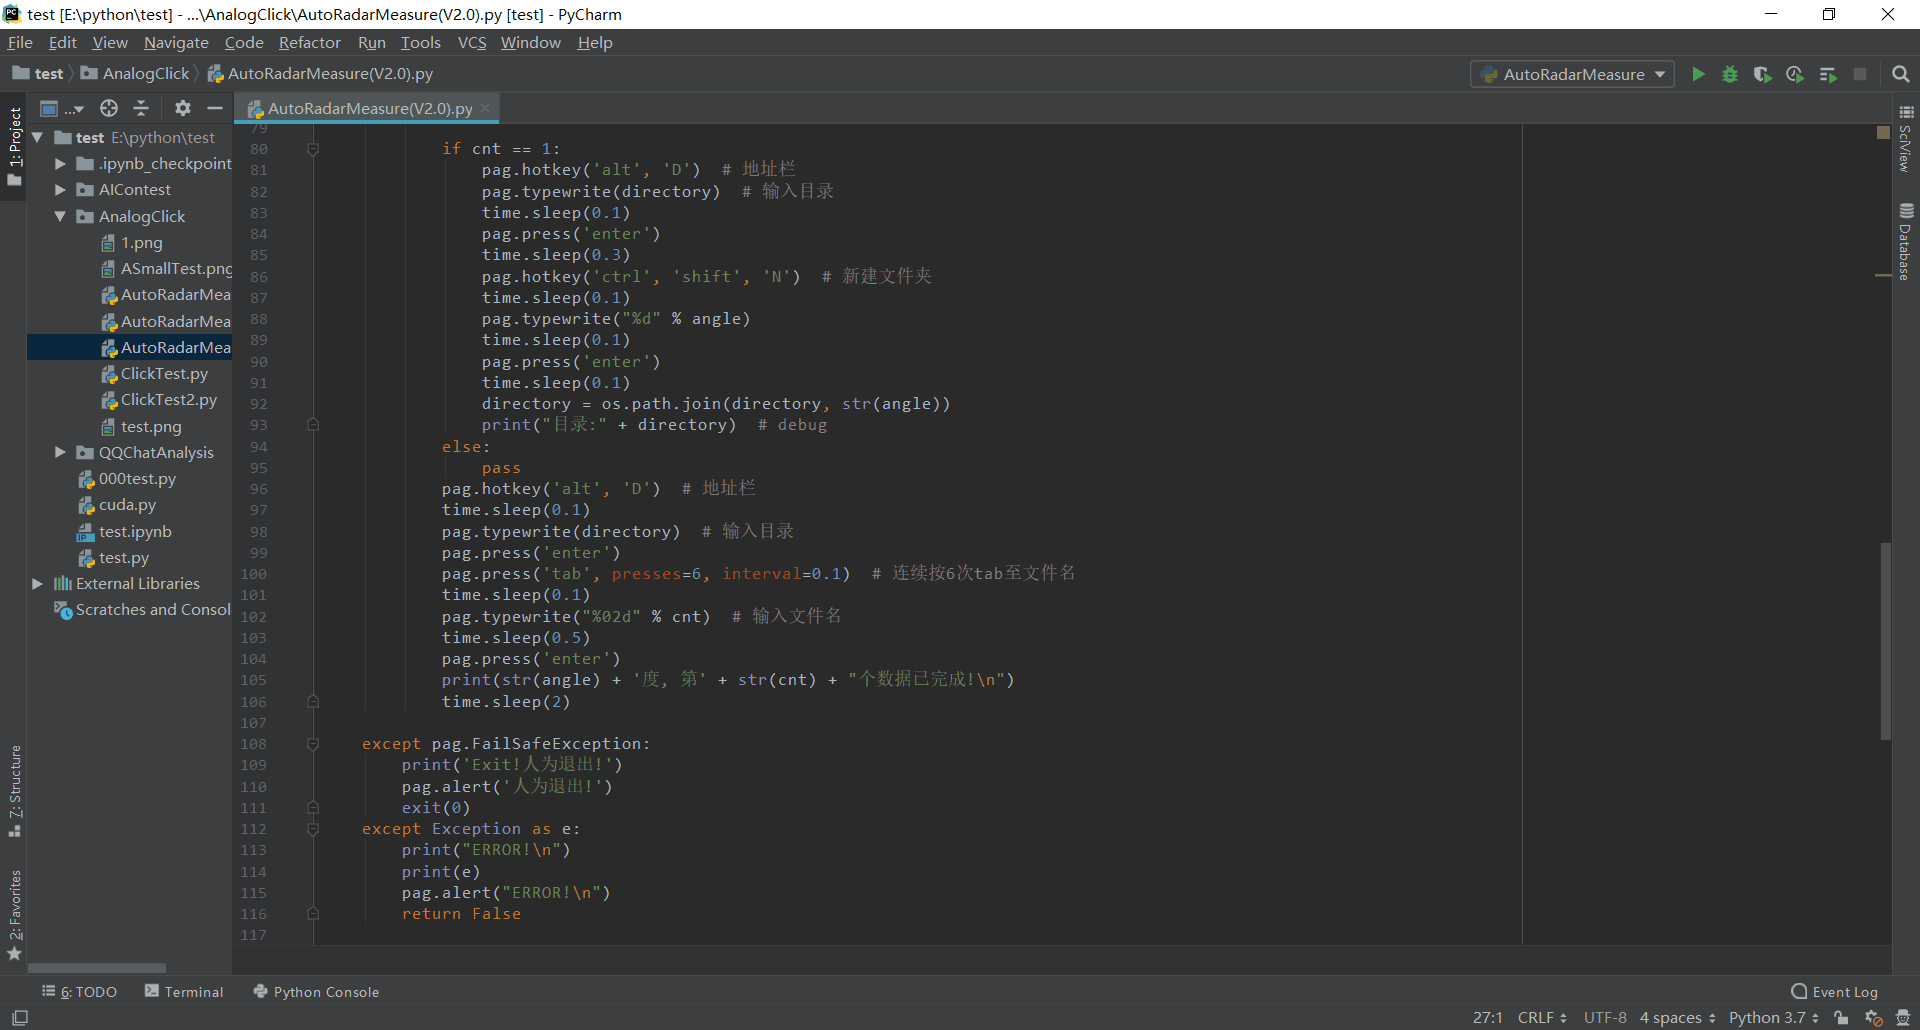 test [E:\python\test] - ...\AnalogClick\AutoRadarMeasure(V2.0).py [test] - PyCharm
File Edit View Navigate Code Refactor Run Tools VCS Window Help
test AnalogClick AutoRadarMeasure(V2.0).py
AutoRadarMeasure
1: Project
...
AutoRadarMeasure(V2.0).py
test E:\python\test
.ipynb_checkpoint
AIContest
AnalogClick
1.png
ASmallTest.png
AutoRadarMea
AutoRadarMea
AutoRadarMea
ClickTest.py
ClickTest2.py
test.png
QQChatAnalysis
000test.py
cuda.py
test.ipynb
test.py
External Libraries
Scratches and Consol
79
80 if cnt == 1:
81 pag.hotkey('alt', 'D')  # 地址栏
82 pag.typewrite(directory)  # 输入目录
83 time.sleep(0.1)
84 pag.press('enter')
85 time.sleep(0.3)
86 pag.hotkey('ctrl', 'shift', 'N')  # 新建文件夹
87 time.sleep(0.1)
88 pag.typewrite("%d" % angle)
89 time.sleep(0.1)
90 pag.press('enter')
91 time.sleep(0.1)
92 directory = os.path.join(directory, str(angle))
93 print("目录:" + directory)  # debug
94 else:
95 pass
96 pag.hotkey('alt', 'D')  # 地址栏
97 time.sleep(0.1)
98 pag.typewrite(directory)  # 输入目录
99 pag.press('enter')
100 pag.press('tab', presses=6, interval=0.1)  # 连续按6次tab至文件名
101 time.sleep(0.1)
102 pag.typewrite("%02d" % cnt)  # 输入文件名
103 time.sleep(0.5)
104 pag.press('enter')
105 print(str(angle) + '度, 第' + str(cnt) + "个数据已完成!\n")
106 time.sleep(2)
107
108 except pag.FailSafeException:
109 print('Exit!人为退出!')
110 pag.alert('人为退出!')
111 exit(0)
112 except Exception as e:
113 print("ERROR!\n")
114 print(e)
115 pag.alert("ERROR!\n")
116 return False
117
SciView
Database
7: Structure
2: Favorites
6: TODO Terminal Python Console Event Log
27:1 CRLF UTF-8 4 spaces Python 3.7